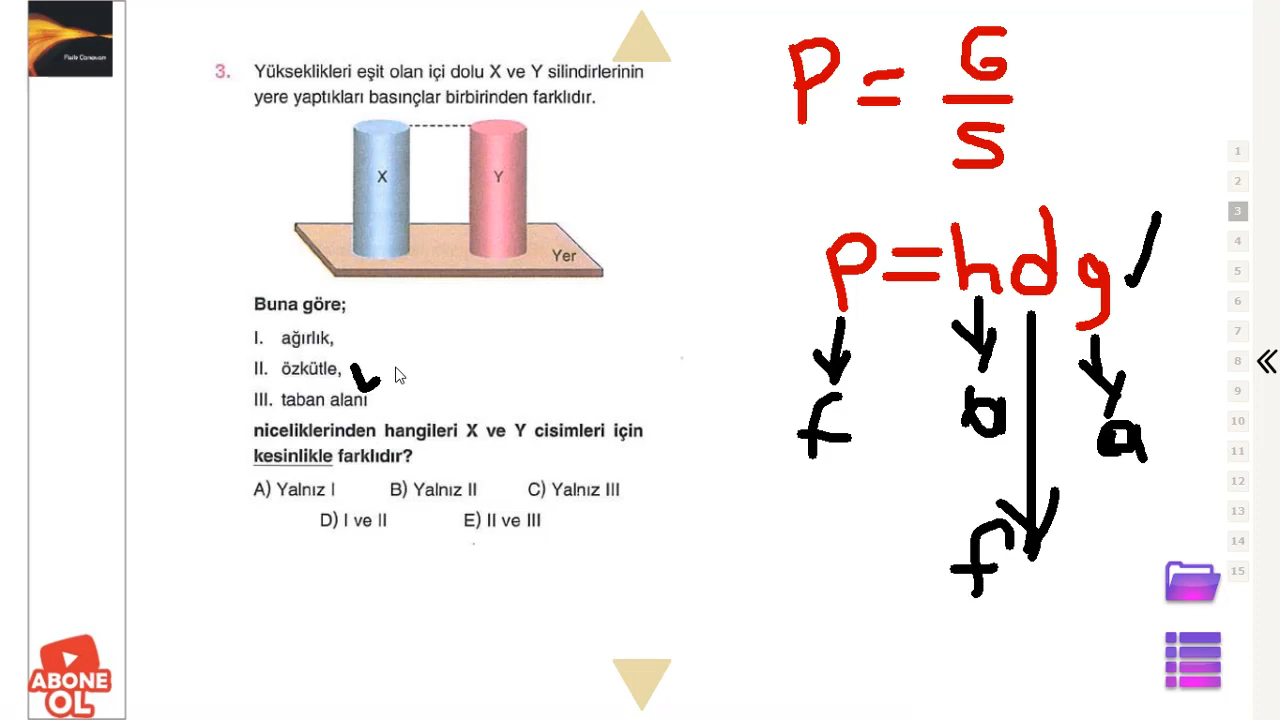 Fizik Canavarı
3. Yükseklikleri eşit olan içi dolu X ve Y silindirlerinin
yere yaptıkları basınçlar birbirinden farklıdır.
X
Y
Yer
Buna göre;
I. ağırlık,
II. özkütle,
III. taban alanı
niceliklerinden hangileri X ve Y cisimleri için
kesinlikle farklıdır?
A) Yalnız I B) Yalnız II C) Yalnız III
D) I ve II E) II ve III
P = G
S
P = hdg
f
a
a
f
1
2
3
4
5
6
7
8
9
10
11
12
13
14
15
ABONE
OL